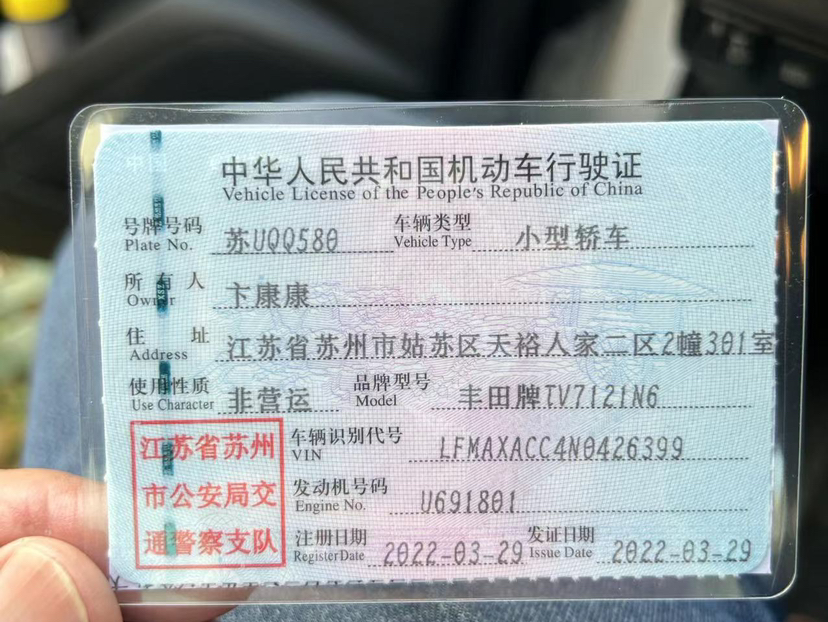 中华人民共和国机动车行驶证
Vehicle License of the People's Republic of China
号牌号码 苏UQQ580 车辆类型 小型轿车
Plate No. Vehicle Type
所有人 卞康康
Owner
住址 江苏省苏州市姑苏区天裕人家二区2幢301室
Address
使用性质 非营运 品牌型号 丰田牌TV7121N6
Use Character Model
江苏省苏州 车辆识别代号 LFMAXACC4N0426399
VIN
市公安局交 发动机号码 U691801
Engine No.
通警察支队 注册日期 2022-03-29 发证日期 2022-03-29
Register Date Issue Date